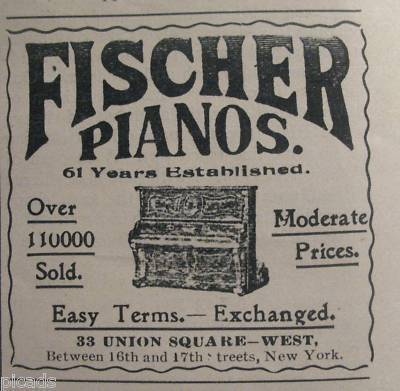 FISCHER
PIANOS.
61 Years Established.
Over
110000
Sold.
Moderate
Prices.
Easy Terms.— Exchanged.
33 UNION SQUARE—WEST,
Between 16th and 17th treets, New York.
picads